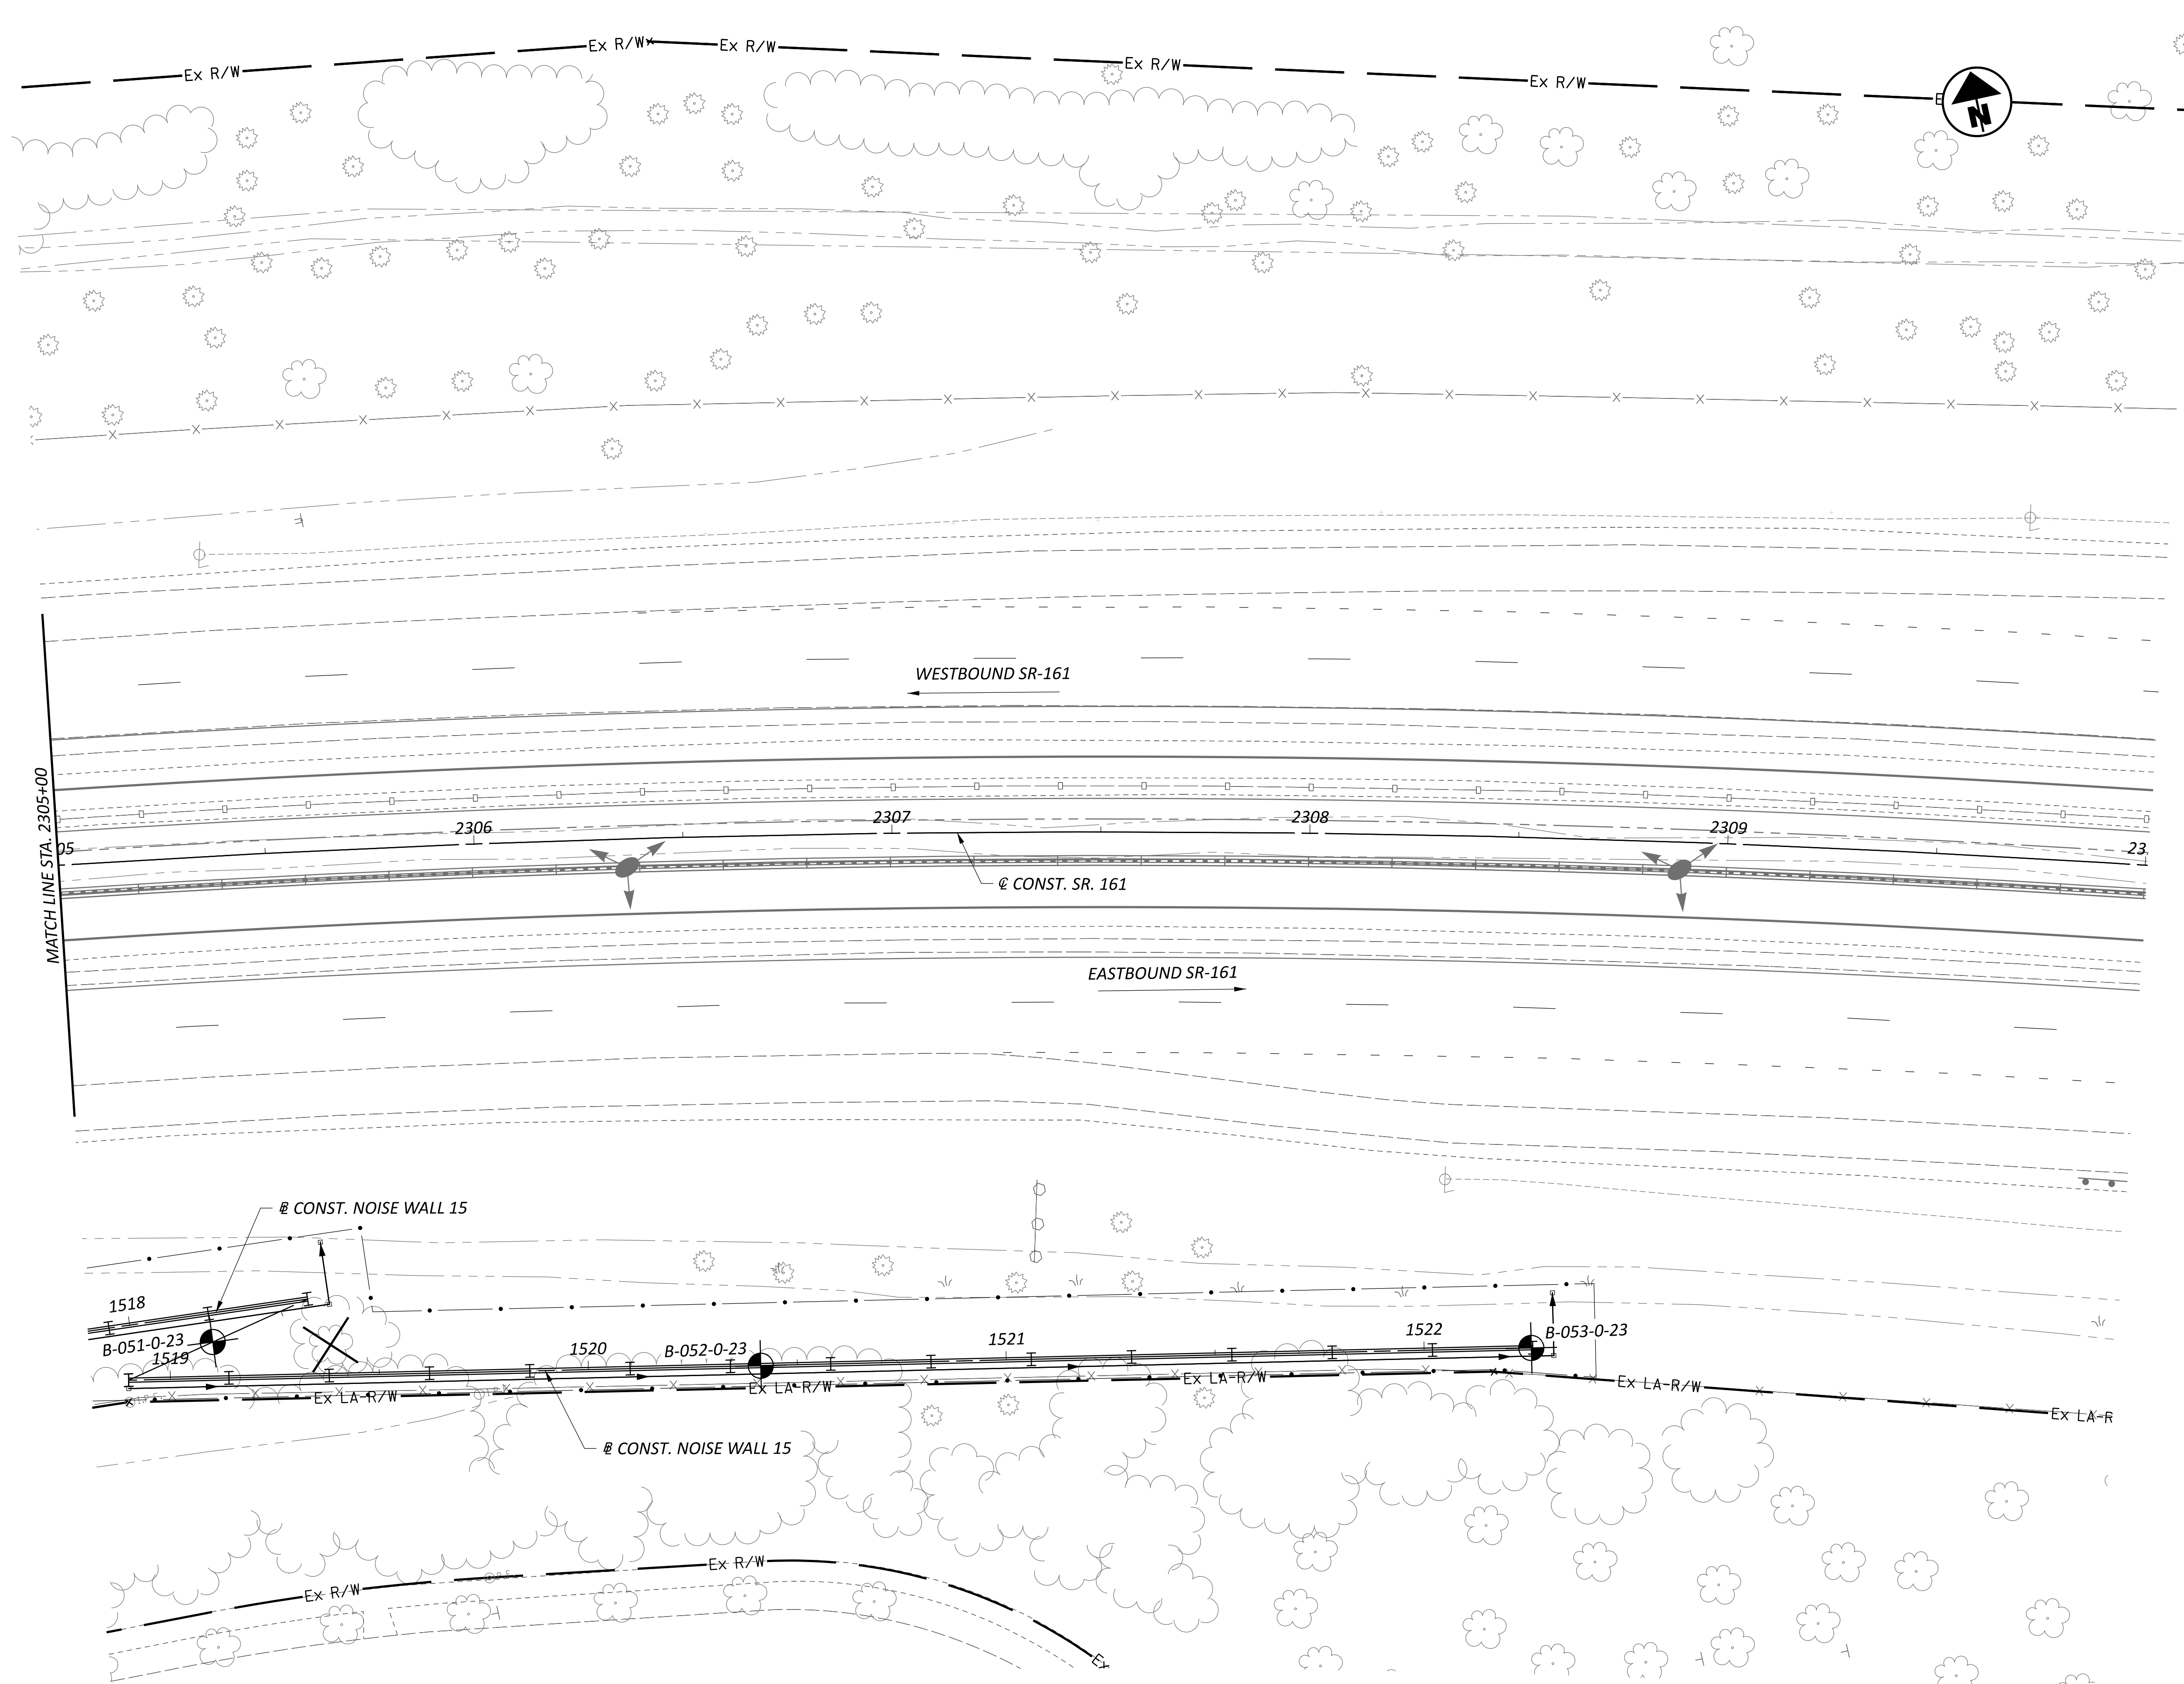 Ex R/W
Ex R/W
Ex R/W
Ex R/W
Ex R/W
N
WESTBOUND SR-161
MATCH LINE STA. 2305+00
05
2306
2307
2308
2309
23
℄ CONST. SR. 161
EASTBOUND SR-161
℄ CONST. NOISE WALL 15
1518
B-051-0-23
1519
1520
B-052-0-23
1521
1522
B-053-0-23
Ex LA-R/W
Ex LA-R/W
Ex LA-R/W
Ex LA-R/W
Ex LA-R
℄ CONST. NOISE WALL 15
Ex R/W
Ex R/W
Ex